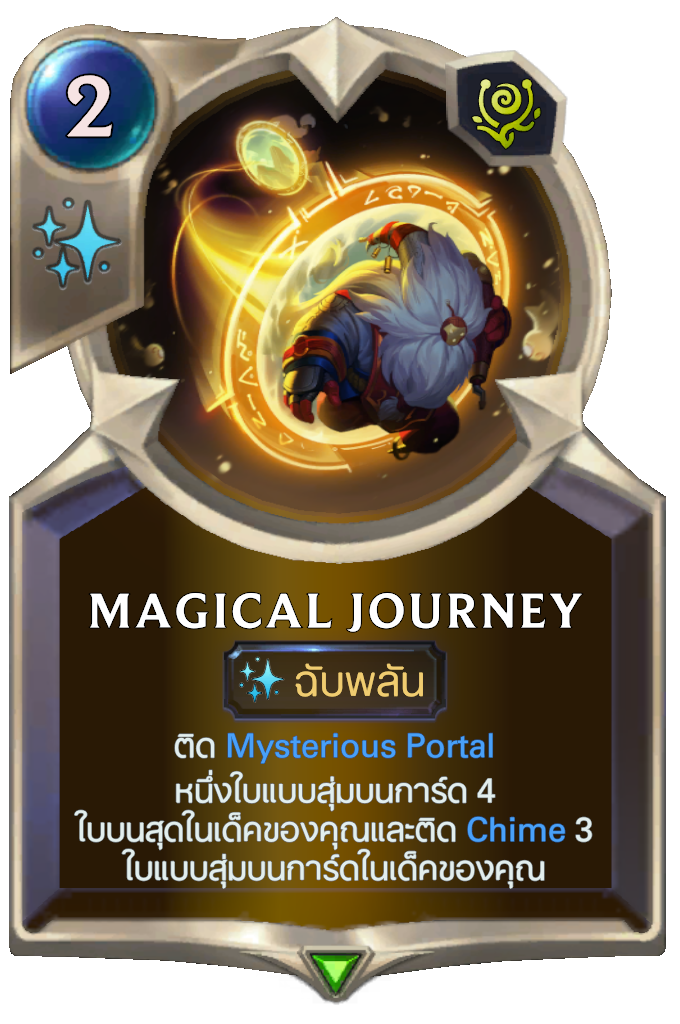 2
MAGICAL JOURNEY
ฉับพลัน
ติด Mysterious Portal
หนึ่งใบแบบสุ่มบนการ์ด 4
ใบบนสุดในเด็คของคุณและติด Chime 3
ใบแบบสุ่มบนการ์ดในเด็คของคุณ